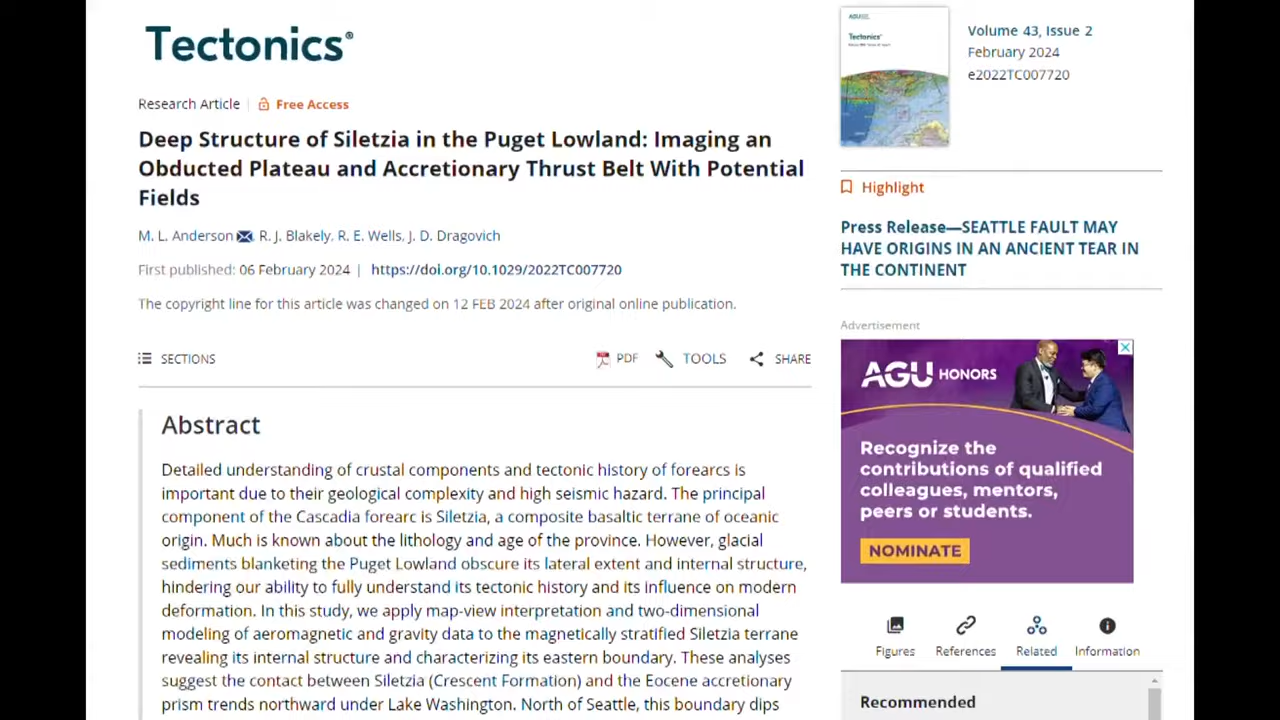 Tectonics®
Research Article
Free Access
Deep Structure of Siletzia in the Puget Lowland: Imaging an
Obducted Plateau and Accretionary Thrust Belt With Potential
Fields
M. L. Anderson, R. J. Blakely, R. E. Wells, J. D. Dragovich
First published: 06 February 2024 | https://doi.org/10.1029/2022TC007720
The copyright line for this article was changed on 12 FEB 2024 after original online publication.
SECTIONS
PDF
TOOLS
SHARE
Abstract
Detailed understanding of crustal components and tectonic history of forearcs is
important due to their geological complexity and high seismic hazard. The principal
component of the Cascadia forearc is Siletzia, a composite basaltic terrane of oceanic
origin. Much is known about the lithology and age of the province. However, glacial
sediments blanketing the Puget Lowland obscure its lateral extent and internal structure,
hindering our ability to fully understand its tectonic history and its influence on modern
deformation. In this study, we apply map-view interpretation and two-dimensional
modeling of aeromagnetic and gravity data to the magnetically stratified Siletzia terrane
revealing its internal structure and characterizing its eastern boundary. These analyses
suggest the contact between Siletzia (Crescent Formation) and the Eocene accretionary
prism trends northward under Lake Washington. North of Seattle, this boundary dips
AGU
Tectonics
Volume 43, Issue 2
February 2024
e2022TC007720
Highlight
Press Release—SEATTLE FAULT MAY
HAVE ORIGINS IN AN ANCIENT TEAR IN
THE CONTINENT
Advertisement
AGU HONORS
Recognize the
contributions of qualified
colleagues, mentors,
peers or students.
NOMINATE
Figures
References
Related
Information
Recommended